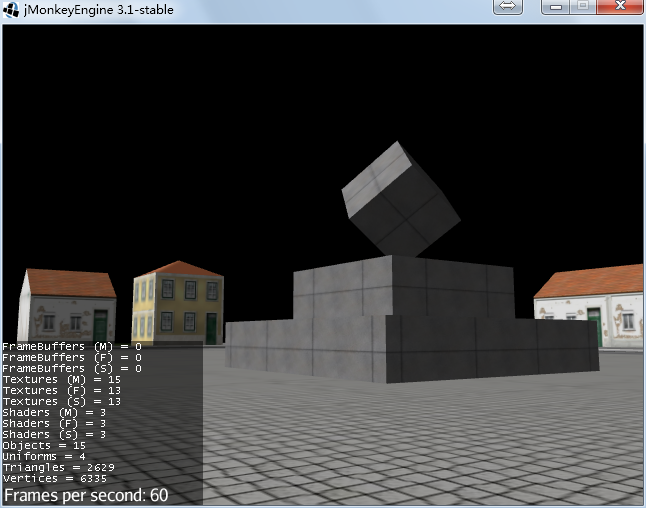 jMonkeyEngine 3.1-stable
FrameBuffers (M) = 0
FrameBuffers (F) = 0
FrameBuffers (S) = 0
Textures (M) = 15
Textures (F) = 13
Textures (S) = 13
Shaders (M) = 3
Shaders (F) = 3
Shaders (S) = 3
Objects = 15
Uniforms = 4
Triangles = 2629
Vertices = 6335
Frames per second: 60